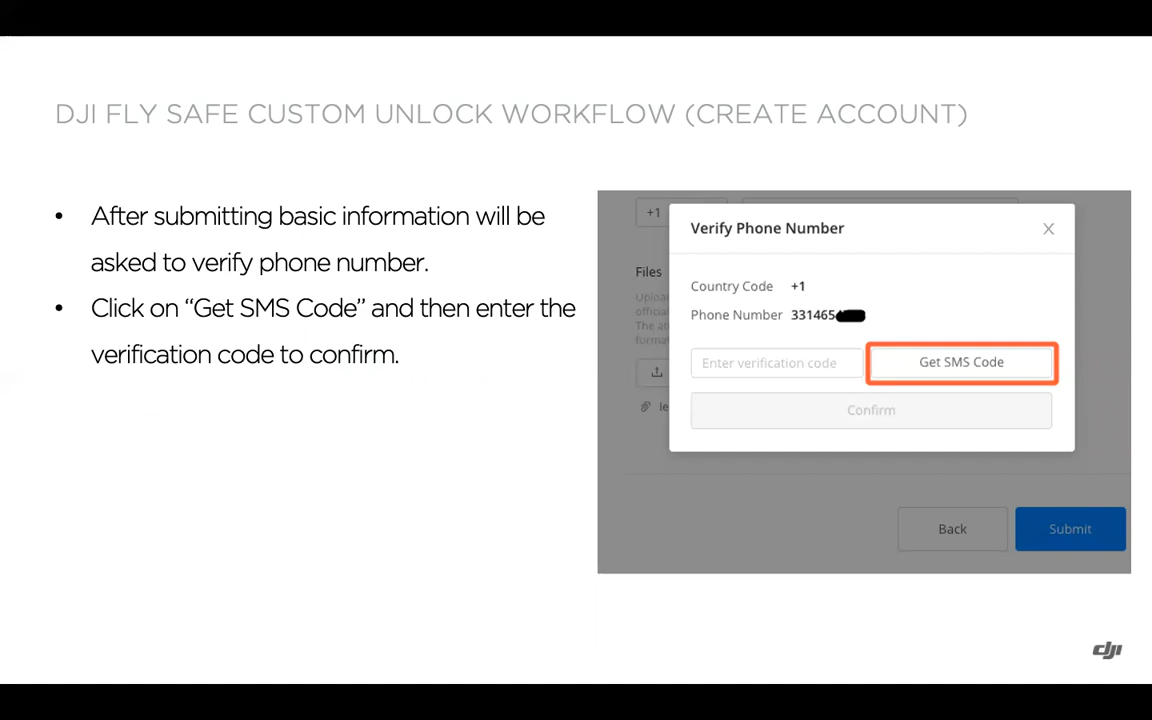 DJI FLY SAFE CUSTOM UNLOCK WORKFLOW (CREATE ACCOUNT)
• After submitting basic information will be
asked to verify phone number.
• Click on “Get SMS Code” and then enter the
verification code to confirm.
+1
Verify Phone Number
X
Files
Country Code +1
Phone Number 331465
Enter verification code
Get SMS Code
le
Confirm
Back
Submit
dji